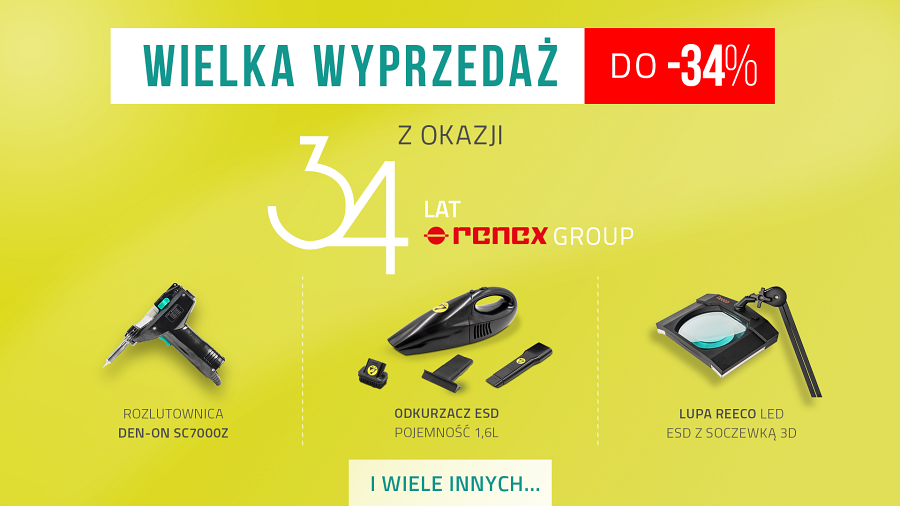 WIELKA WYPRZEDAŻ DO -34%
Z OKAZJI
34 LAT
renex GROUP
ROZLUTOWNICA
DEN-ON SC7000Z
ODKURZACZ ESD
POJEMNOŚĆ 1,6L
LUPA REECO LED
ESD Z SOCZEWKĄ 3D
I WIELE INNYCH...